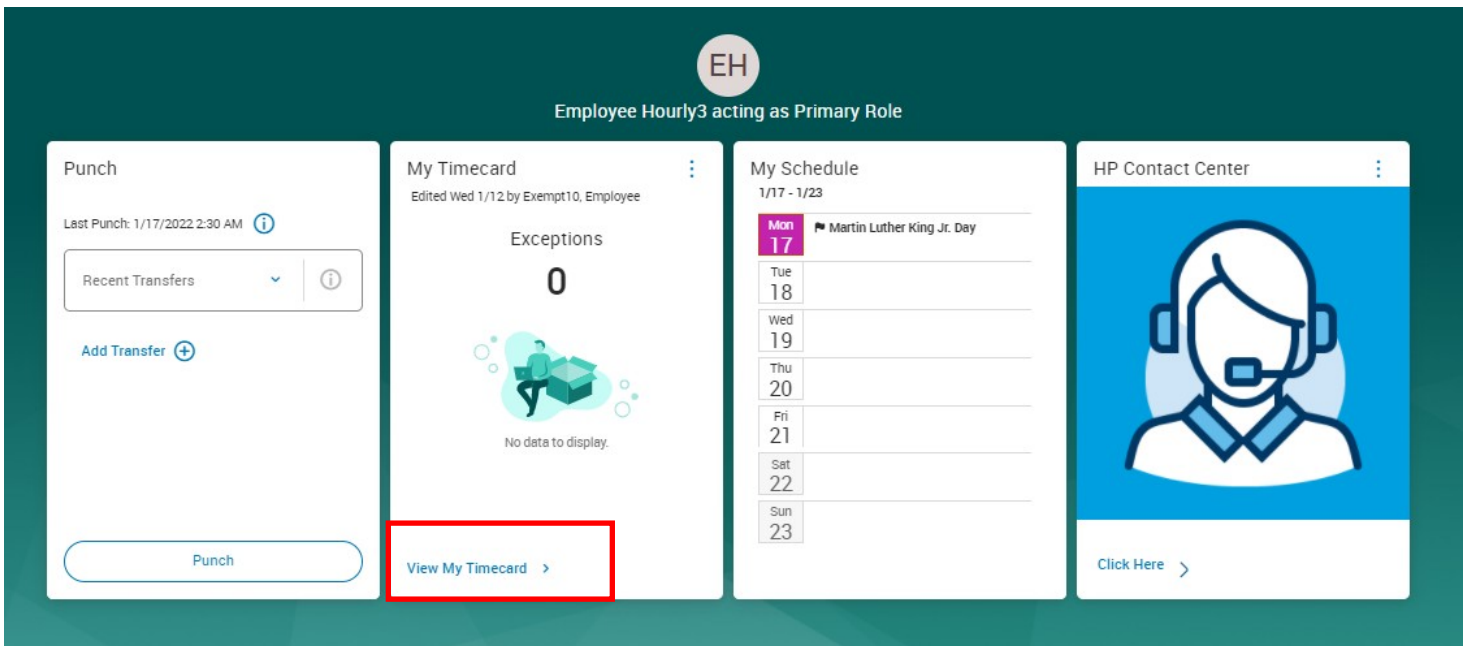 EH
Employee Hourly3 acting as Primary Role
Punch
Last Punch: 1/17/2022 2:30 AM
Recent Transfers
Add Transfer
Punch
My Timecard
Edited Wed 1/12 by Exempt10, Employee
Exceptions
0
No data to display.
View My Timecard >
My Schedule
1/17 - 1/23
Mon
17
Martin Luther King Jr. Day
Tue
18
Wed
19
Thu
20
Fri
21
Sat
22
Sun
23
HP Contact Center
Click Here >